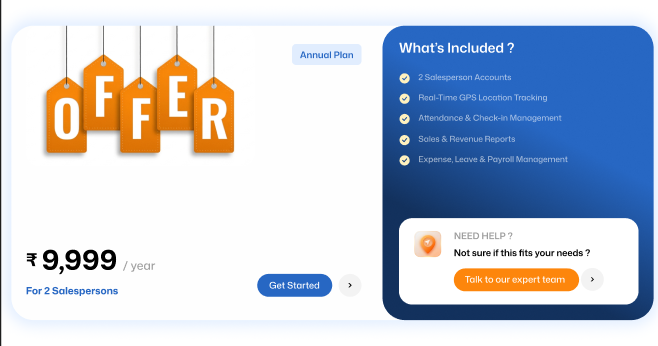 OFFER
Annual Plan
₹ 9,999 / year
For 2 Salespersons
Get Started
What's Included ?
2 Salesperson Accounts
Real-Time GPS Location Tracking
Attendance & Check-in Management
Sales & Revenue Reports
Expense, Leave & Payroll Management
NEED HELP ?
Not sure if this fits your needs ?
Talk to our expert team